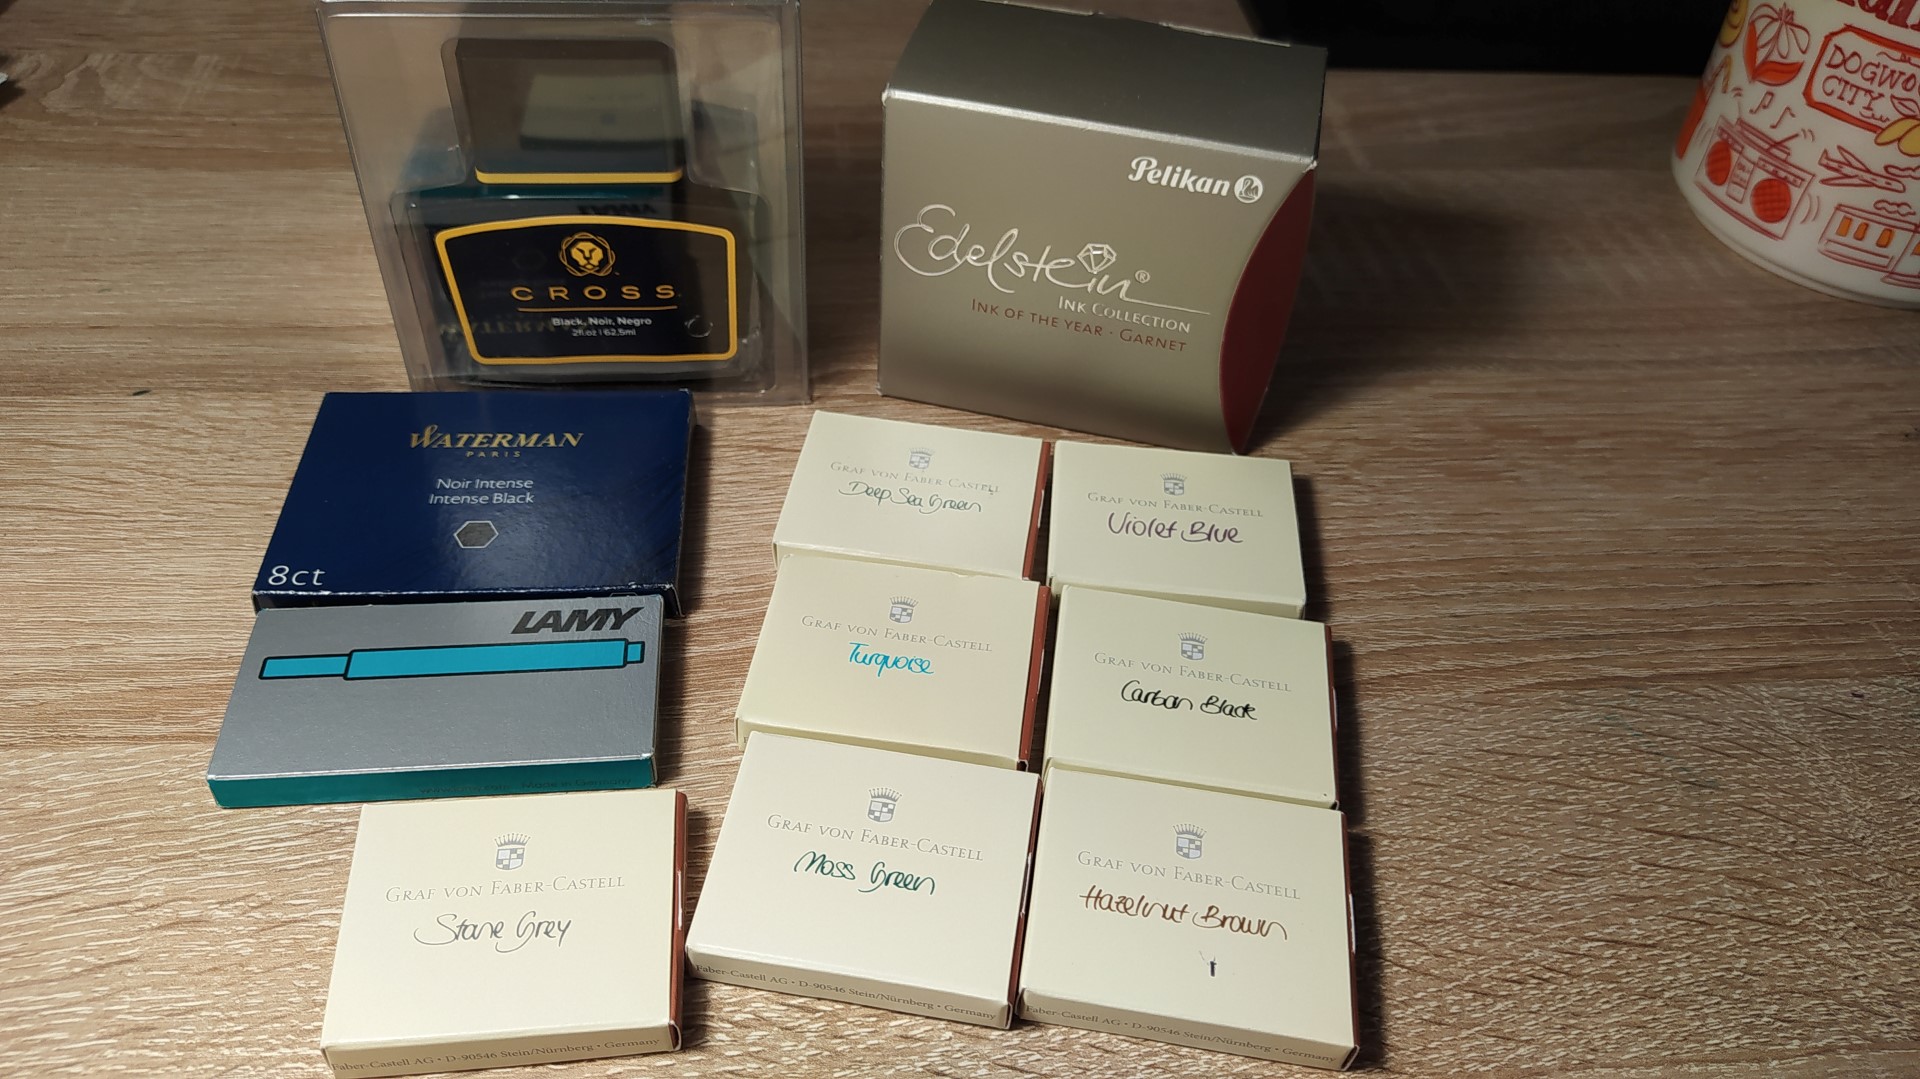 CROSS
Black, Noir, Negro
2fl.oz | 62,5ml
Pelikan
Edelstein®
INK COLLECTION
INK OF THE YEAR · GARNET
DOGWO
CITY
WATERMAN
PARIS
Noir Intense
Intense Black
8ct
LAMY
GRAF VON FABER-CASTELL
Deep Sea Green
GRAF VON FABER-CASTELL
Violet Blue
GRAF VON FABER-CASTELL
Turquoise
GRAF VON FABER-CASTELL
Carbon Black
GRAF VON FABER-CASTELL
Stone Grey
Faber-Castell AG • D-90546 Stein/Nürnberg • Germany
GRAF VON FABER-CASTELL
Moss Green
Faber-Castell AG • D-90546 Stein/Nürnberg • Germany
GRAF VON FABER-CASTELL
Hazelnut Brown
Faber-Castell AG • D-90546 Stein/Nürnberg • Germany